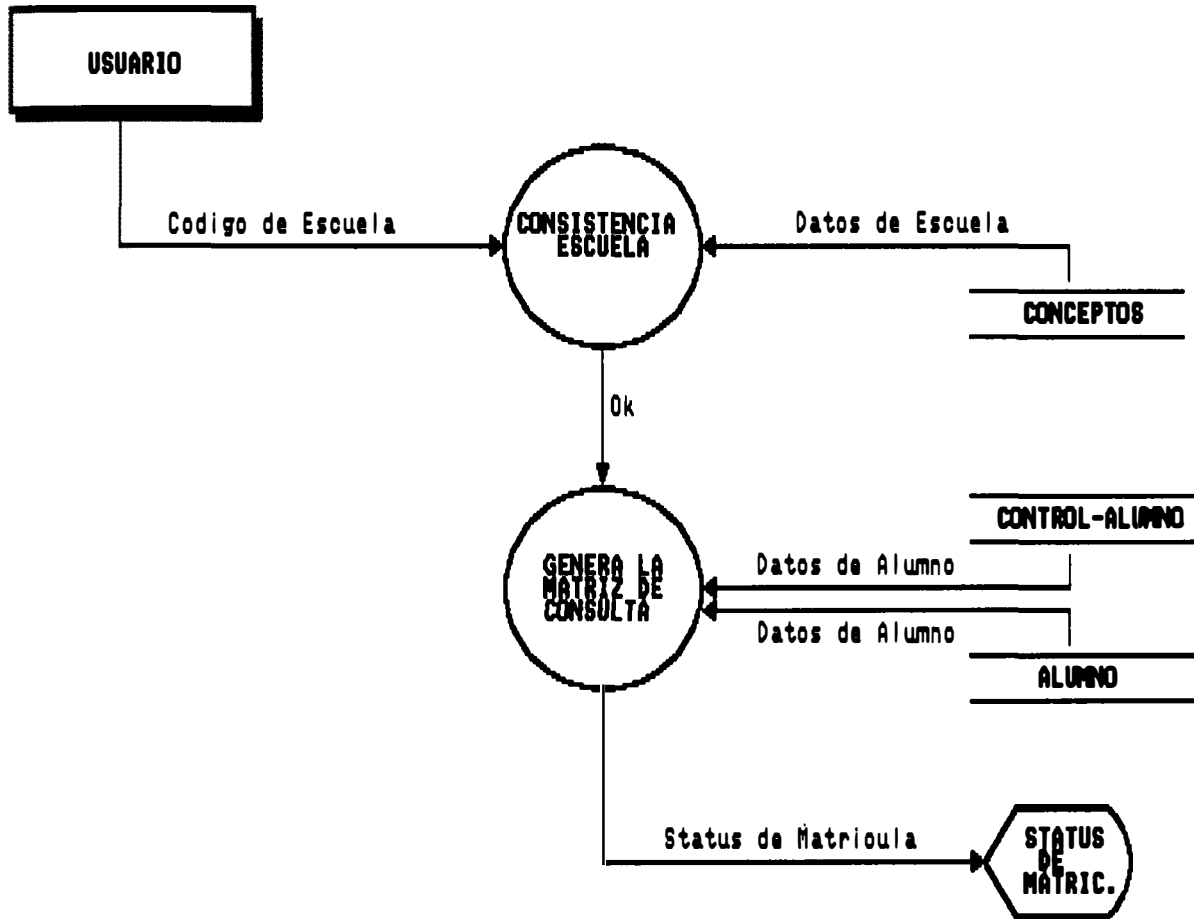 USUARIO
Codigo de Escuela
CONSISTENCIA
ESCUELA
Datos de Escuela
CONCEPTOS
Ok
CONTROL-ALUMNO
GENERA LA
MATRIZ DE
CONSULTA
Datos de Alumno
Datos de Alumno
ALUMNO
Status de Matricula
STATUS
DE
MATRIC.